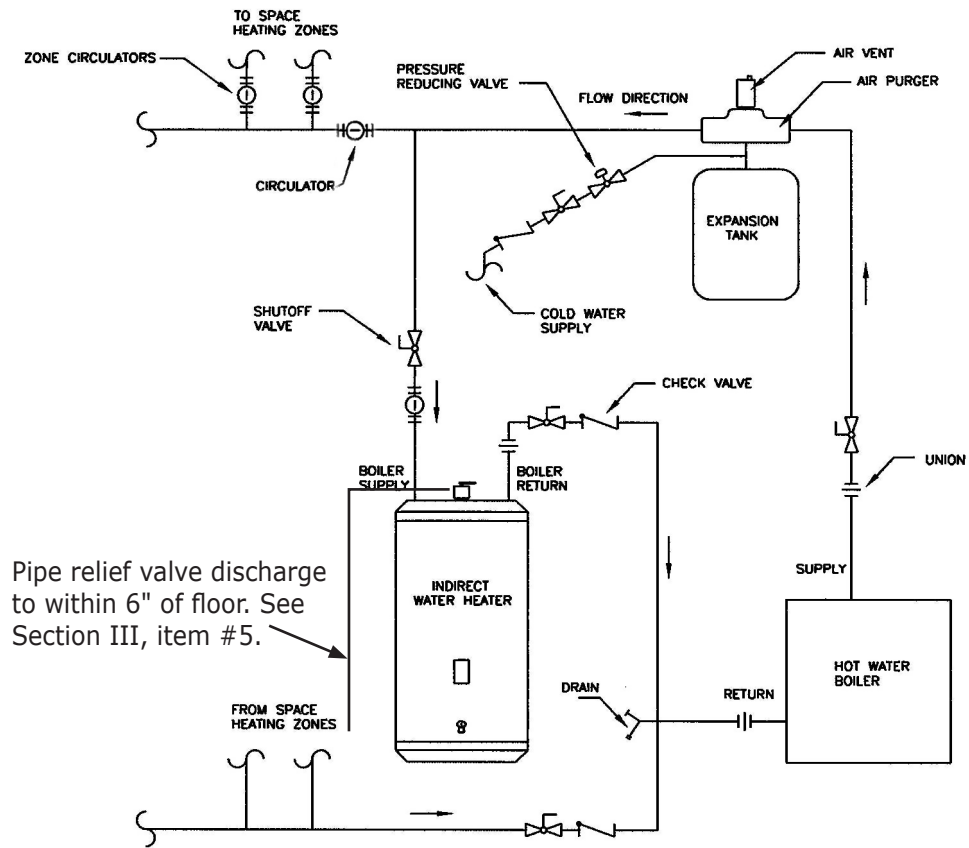 TO SPACE
HEATING ZONES
ZONE CIRCULATORS
AIR VENT
PRESSURE
REDUCING VALVE
AIR PURGER
FLOW DIRECTION
CIRCULATOR
EXPANSION
TANK
SHUTOFF
VALVE
COLD WATER
SUPPLY
CHECK VALVE
UNION
BOILER
SUPPLY
BOILER
RETURN
SUPPLY
Pipe relief valve discharge
to within 6" of floor. See
Section III, item #5.
INDIRECT
WATER HEATER
HOT WATER
BOILER
DRAIN
RETURN
FROM SPACE
HEATING ZONES